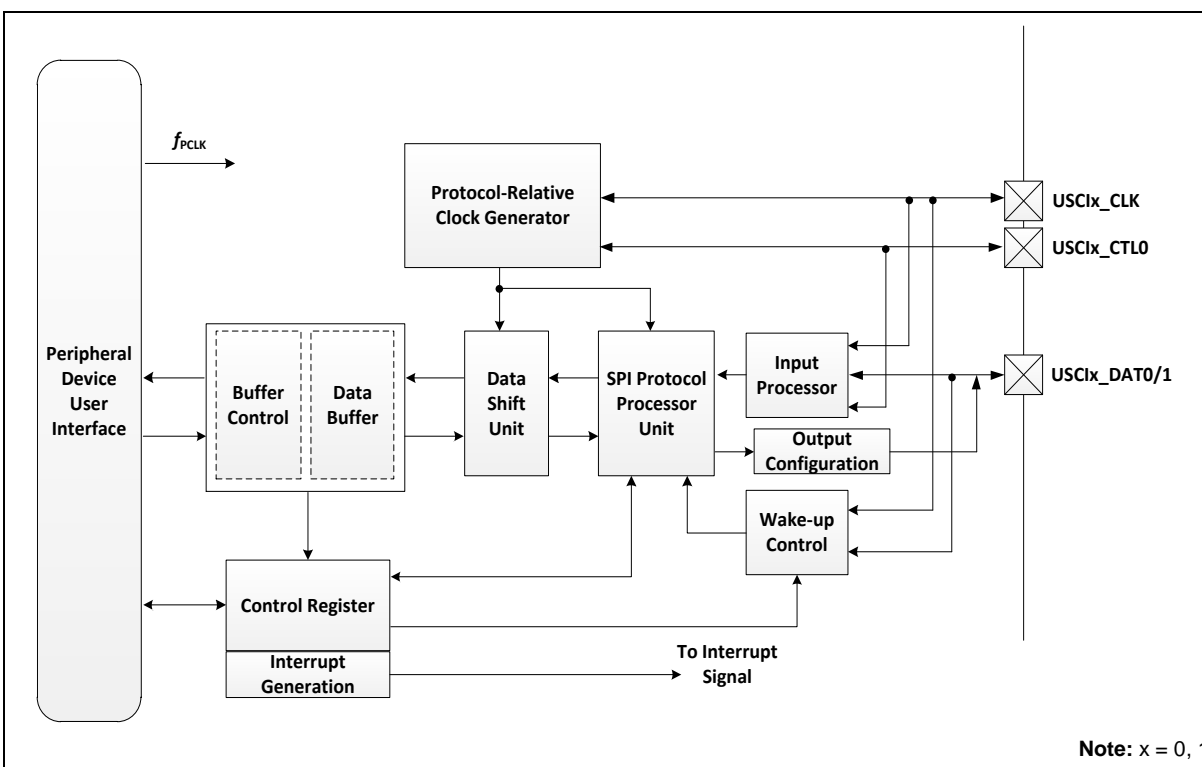 fPCLK
Protocol-Relative
Clock Generator
USCIx_CLK
USCIx_CTL0
Peripheral
Device
User
Interface
Buffer
Control
Data
Buffer
Data
Shift
Unit
SPI Protocol
Processor
Unit
Input
Processor
USCIx_DAT0/1
Output
Configuration
Wake-up
Control
Control Register
Interrupt
Generation
To Interrupt
Signal
Note: x = 0,